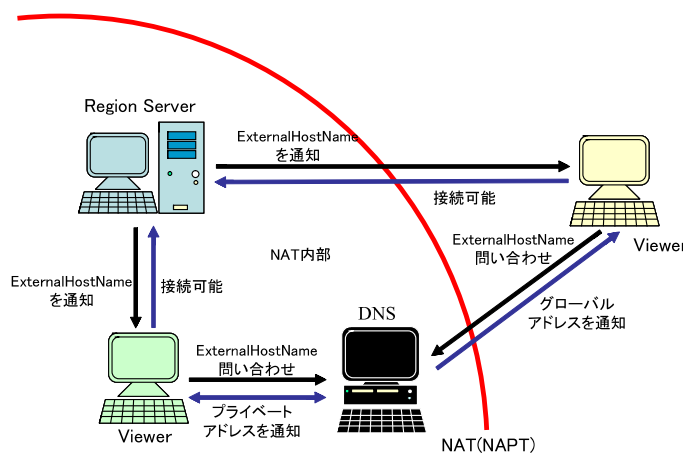 Region Server
ExternalHostName
を通知
接続可能
Viewer
ExternalHostName
問い合わせ
NAT内部
ExternalHostName
を通知
接続可能
グローバル
アドレスを通知
DNS
ExternalHostName
問い合わせ
プライベート
アドレスを通知
Viewer
NAT(NAPT)